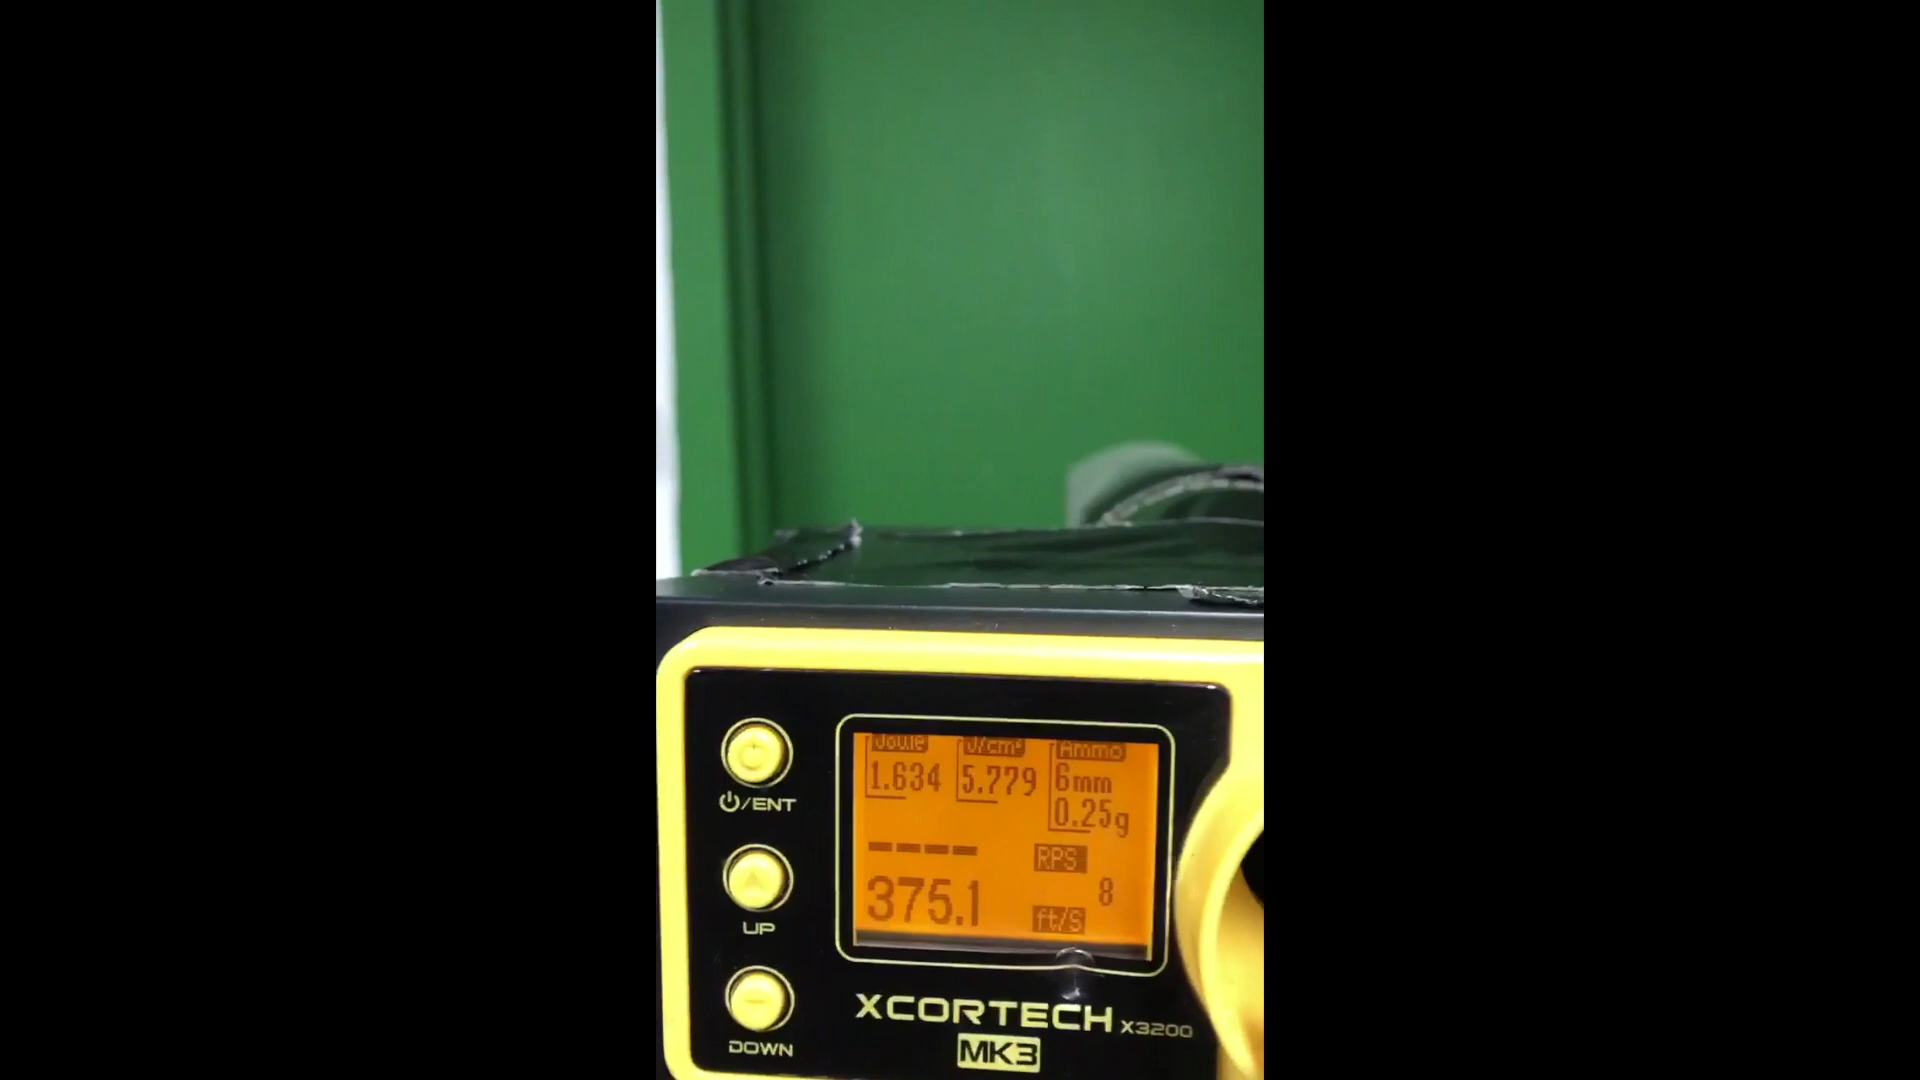 Joule J/cm² Ammo
1.634 5.779 6mm
0.25g
---- RPS
8
375.1 ft/S
/ENT
UP
DOWN
XCORTECH X3200
MK3